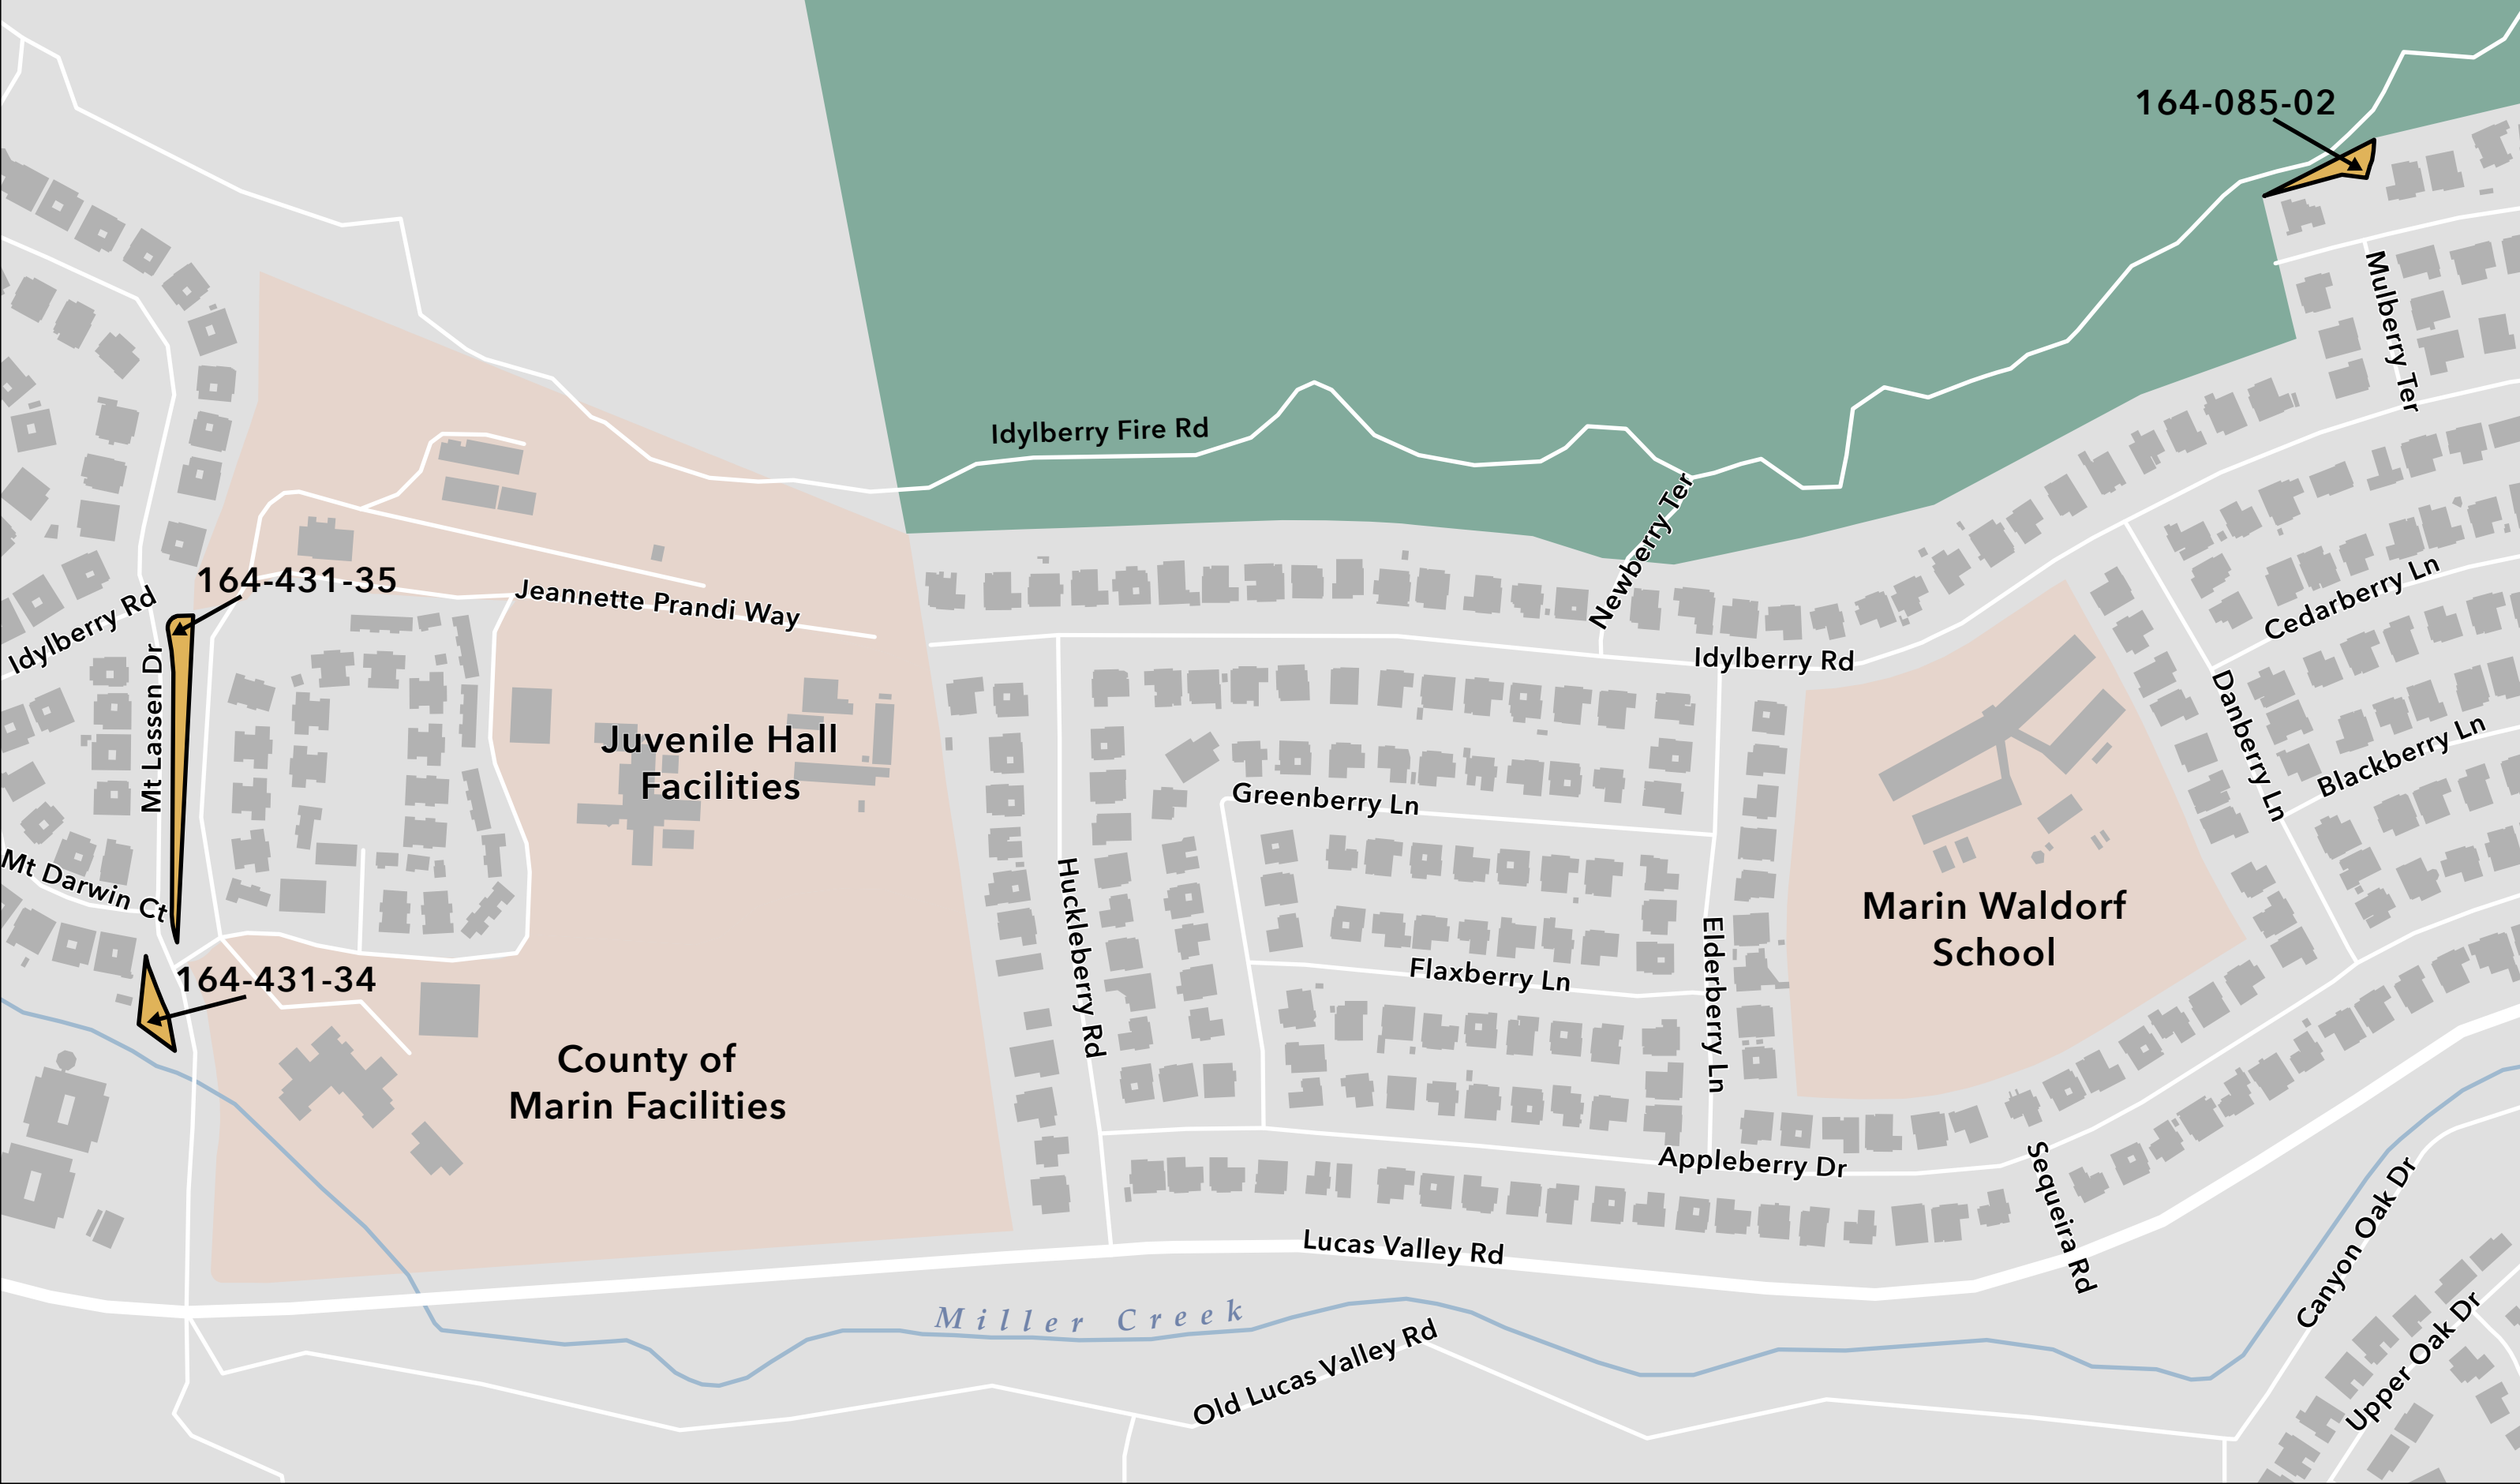 164-085-02
Mulberry Ter
Idylberry Fire Rd
Newberry Ter
164-431-35
Idylberry Rd
Jeannette Prandi Way
Cedarberry Ln
Idylberry Rd
Mt Lassen Dr
Danberry Ln
Juvenile Hall
Facilities
Blackberry Ln
Greenberry Ln
Mt Darwin Ct
Huckleberry Rd
Marin Waldorf
School
Elderberry Ln
Flaxberry Ln
164-431-34
County of
Marin Facilities
Appleberry Dr
Sequeira Rd
Lucas Valley Rd
Canyon Oak Dr
Miller Creek
Old Lucas Valley Rd
Upper Oak Dr